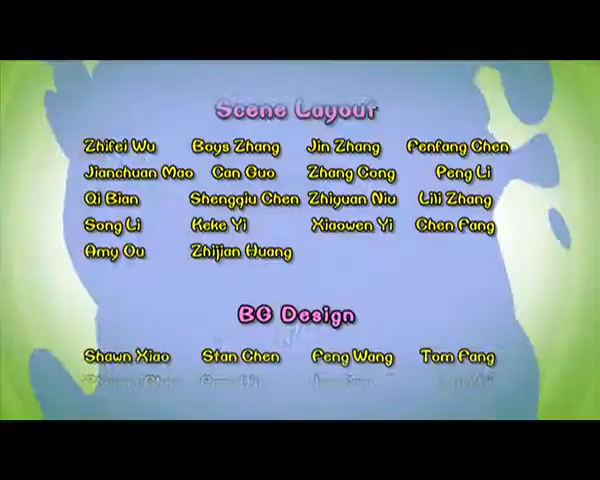 Scene Layout
Zhifei Wu Boys Zhang Jin Zhang Fenfang Chen
Jianchuan Mao Can Guo Zhang Cong Peng Li
Qi Bian Shengqiu Chen Zhiyuan Niu Lili Zhang
Song Li Keke Yi Xiaowen Yi Chen Fang
Amy Ou Zhijian Huang
BG Design
Shawn Xiao Stan Chen Feng Wang Tom Fang